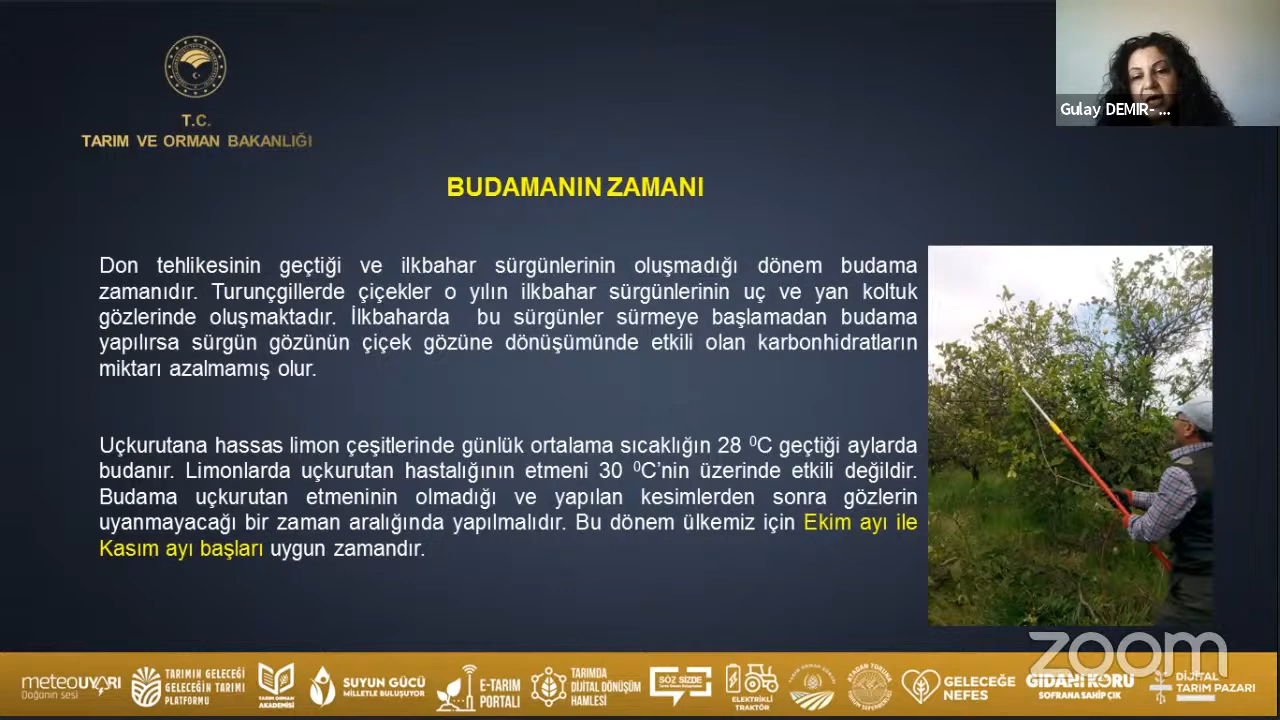 T.C.
TARIM VE ORMAN BAKANLIĞI
Gulay DEMIR- ...
BUDAMANIN ZAMANI
Don tehlikesinin geçtiği ve ilkbahar sürgünlerinin oluşmadığı dönem budama
zamanıdır. Turunçgillerde çiçekler o yılın ilkbahar sürgünlerinin uç ve yan koltuk
gözlerinde oluşmaktadır. İlkbaharda bu sürgünler sürmeye başlamadan budama
yapılırsa sürgün gözünün çiçek gözüne dönüşümünde etkili olan karbonhidratların
miktarı azalmamış olur.
Uçkurutana hassas limon çeşitlerinde günlük ortalama sıcaklığın 28 ⁰C geçtiği aylarda
budanır. Limonlarda uçkurutan hastalığının etmeni 30 ⁰C'nin üzerinde etkili değildir.
Budama uçkurutan etmeninin olmadığı ve yapılan kesimlerden sonra gözlerin
uyanmayacağı bir zaman aralığında yapılmalıdır. Bu dönem ülkemiz için Ekim ayı ile
Kasım ayı başları uygun zamandır.
zoom
meteoUYARI
Doğanın sesi
TARIMIN GELECEĞİ
GELECEĞİN TARIMI
PLATFORMU
TARIM ORMAN
AKADEMİSİ
SUYUN GÜCÜ
MİLLETLE BULUŞUYOR
E-TARIM
PORTALI
TARIMDA
DİJİTAL DÖNÜŞÜM
HAMLESİ
SÖZ SİZDE
ELEKTRİKLİ
TRAKTÖR
GELECEĞE
NEFES
GIDANI KORU
SOFRANA SAHİP ÇIK
DİJİTAL
TARIM PAZARI